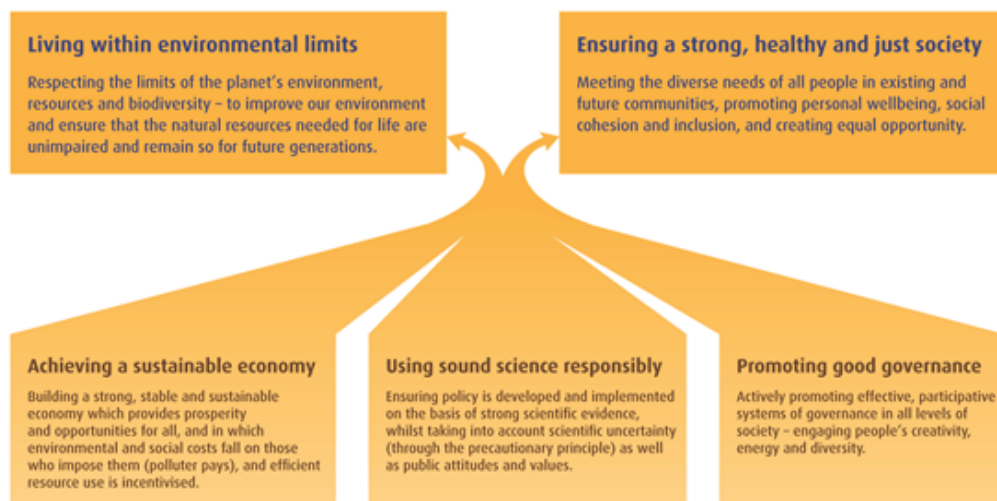 Living within environmental limits
Respecting the limits of the planet's environment,
resources and biodiversity – to improve our environment
and ensure that the natural resources needed for life are
unimpaired and remain so for future generations.
Ensuring a strong, healthy and just society
Meeting the diverse needs of all people in existing and
future communities, promoting personal wellbeing, social
cohesion and inclusion, and creating equal opportunity.
Achieving a sustainable economy
Building a strong, stable and sustainable
economy which provides prosperity
and opportunities for all, and in which
environmental and social costs fall on those
who impose them (polluter pays), and efficient
resource use is incentivised.
Using sound science responsibly
Ensuring policy is developed and implemented
on the basis of strong scientific evidence,
whilst taking into account scientific uncertainty
(through the precautionary principle) as well
as public attitudes and values.
Promoting good governance
Actively promoting effective, participative
systems of governance in all levels of
society – engaging people's creativity,
energy and diversity.